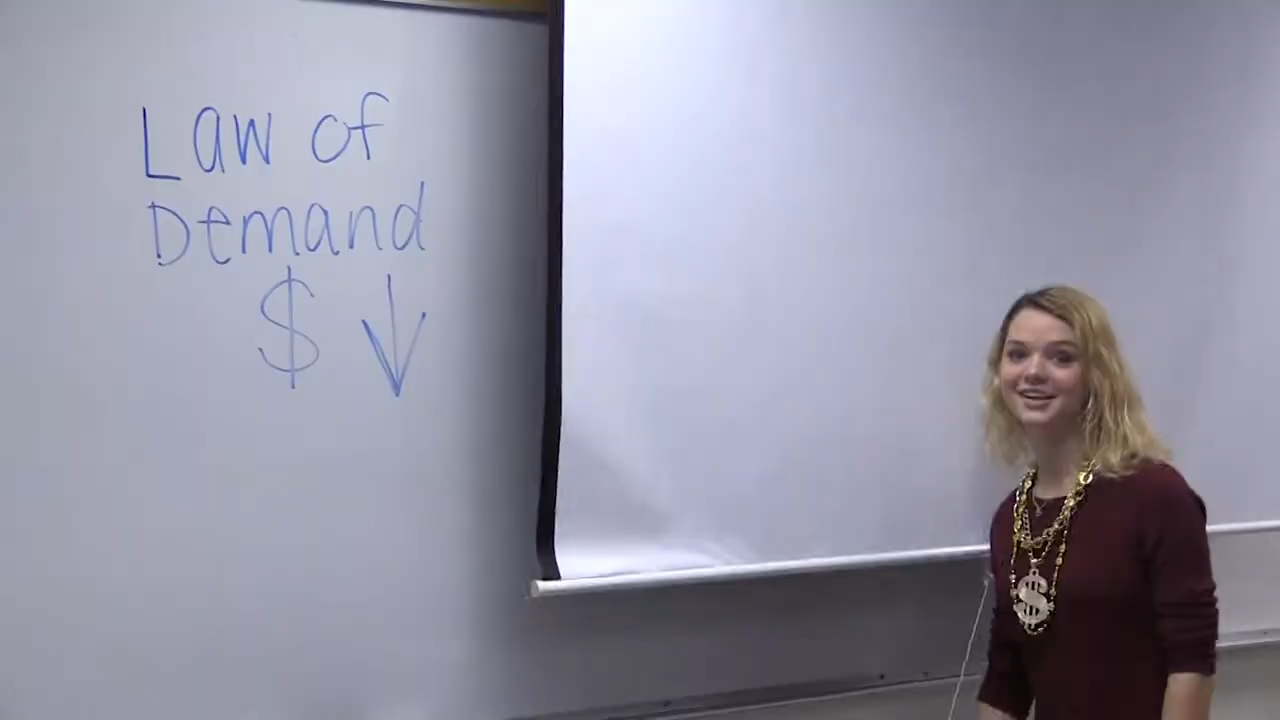 Law of
Demand
$ ↓
$